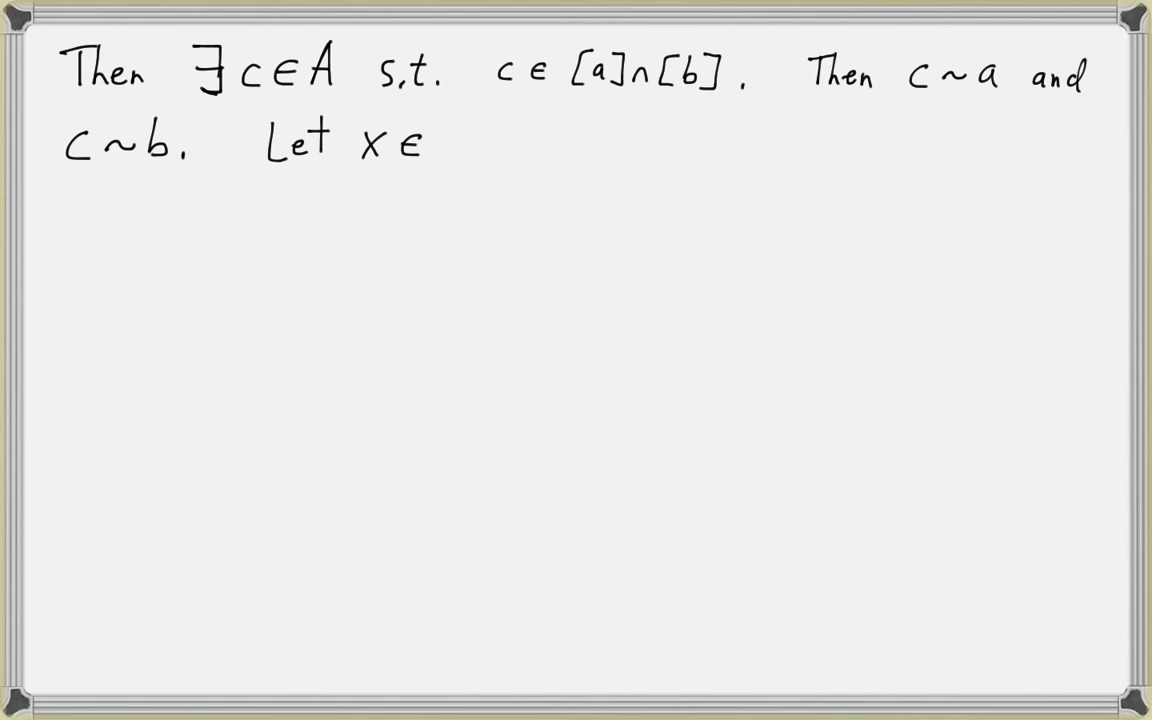 Then ∃ c ∈ A s.t. c ∈ [a]∩[b]. Then c ~ a and
c ~ b. Let x ∈